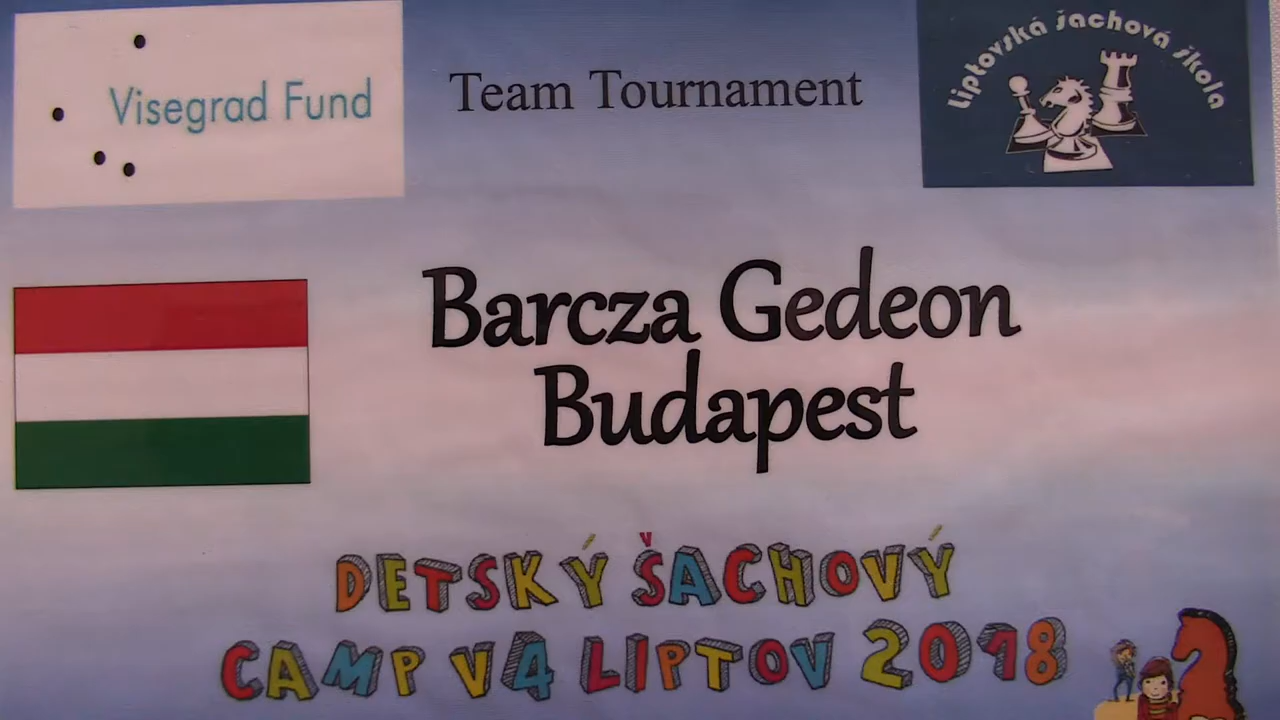 Visegrad Fund
Team Tournament
Liptovská šachová škola
Barcza Gedeon
Budapest
DETSKÝ ŠACHOVÝ
CAMP V4 LIPTOV 2018